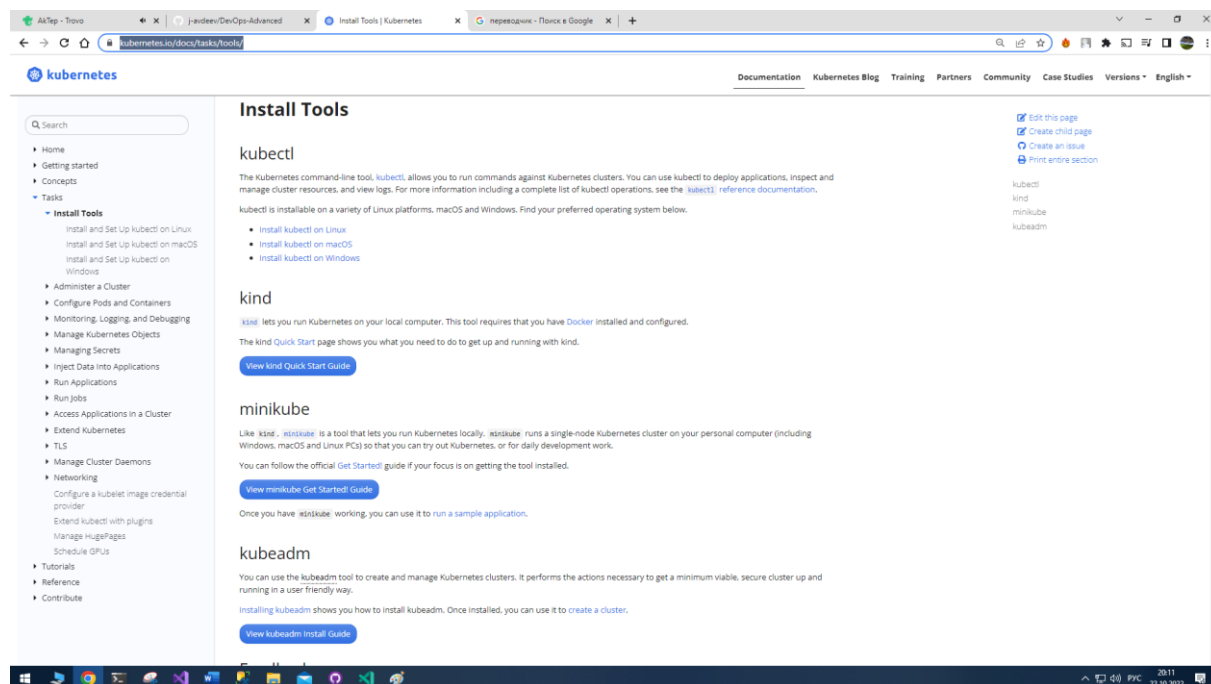 AkTep - Trovo
j-avdeev/DevOps-Advanced
Install Tools | Kubernetes
переводчик - Поиск в Google
kubernetes.io/docs/tasks/tools/
kubernetes
Documentation Kubernetes Blog Training Partners Community Case Studies Versions English
Search
Home
Getting started
Concepts
Tasks
Install Tools
Install and Set Up kubectl on Linux
Install and Set Up kubectl on macOS
Install and Set Up kubectl on
Windows
Administer a Cluster
Configure Pods and Containers
Monitoring, Logging, and Debugging
Manage Kubernetes Objects
Managing Secrets
Inject Data Into Applications
Run Applications
Run Jobs
Access Applications in a Cluster
Extend Kubernetes
TLS
Manage Cluster Daemons
Networking
Configure a kubelet image credential
provider
Extend kubectl with plugins
Manage HugePages
Schedule GPUs
Tutorials
Reference
Contribute
Install Tools
kubectl
The Kubernetes command-line tool, kubectl, allows you to run commands against Kubernetes clusters. You can use kubectl to deploy applications, inspect and
manage cluster resources, and view logs. For more information including a complete list of kubectl operations, see the kubectl reference documentation.
kubectl is installable on a variety of Linux platforms, macOS and Windows. Find your preferred operating system below.
Install kubectl on Linux
Install kubectl on macOS
Install kubectl on Windows
kind
kind lets you run Kubernetes on your local computer. This tool requires that you have Docker installed and configured.
The kind Quick Start page shows you what you need to do to get up and running with kind.
View kind Quick Start Guide
minikube
Like kind, minikube is a tool that lets you run Kubernetes locally. minikube runs a single-node Kubernetes cluster on your personal computer (including
Windows, macOS and Linux PCs) so that you can try out Kubernetes, or for daily development work.
You can follow the official Get Started! guide if your focus is on getting the tool installed.
View minikube Get Started! Guide
Once you have minikube working, you can use it to run a sample application.
kubeadm
You can use the kubeadm tool to create and manage Kubernetes clusters. It performs the actions necessary to get a minimum viable, secure cluster up and
running in a user friendly way.
Installing kubeadm shows you how to install kubeadm. Once installed, you can use it to create a cluster.
View kubeadm Install Guide
Edit this page
Create child page
Create an issue
Print entire section
kubectl
kind
minikube
kubeadm
РУС
20:11